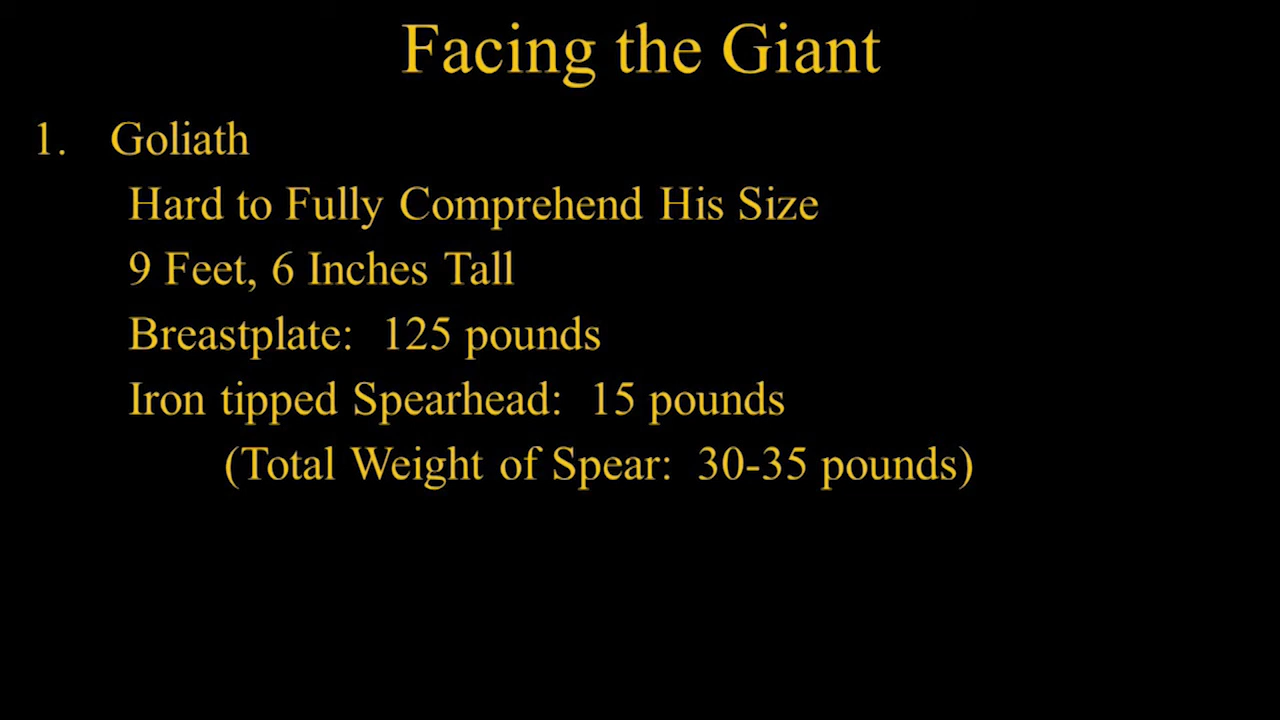 Facing the Giant
1. Goliath
Hard to Fully Comprehend His Size
9 Feet, 6 Inches Tall
Breastplate: 125 pounds
Iron tipped Spearhead: 15 pounds
(Total Weight of Spear: 30-35 pounds)